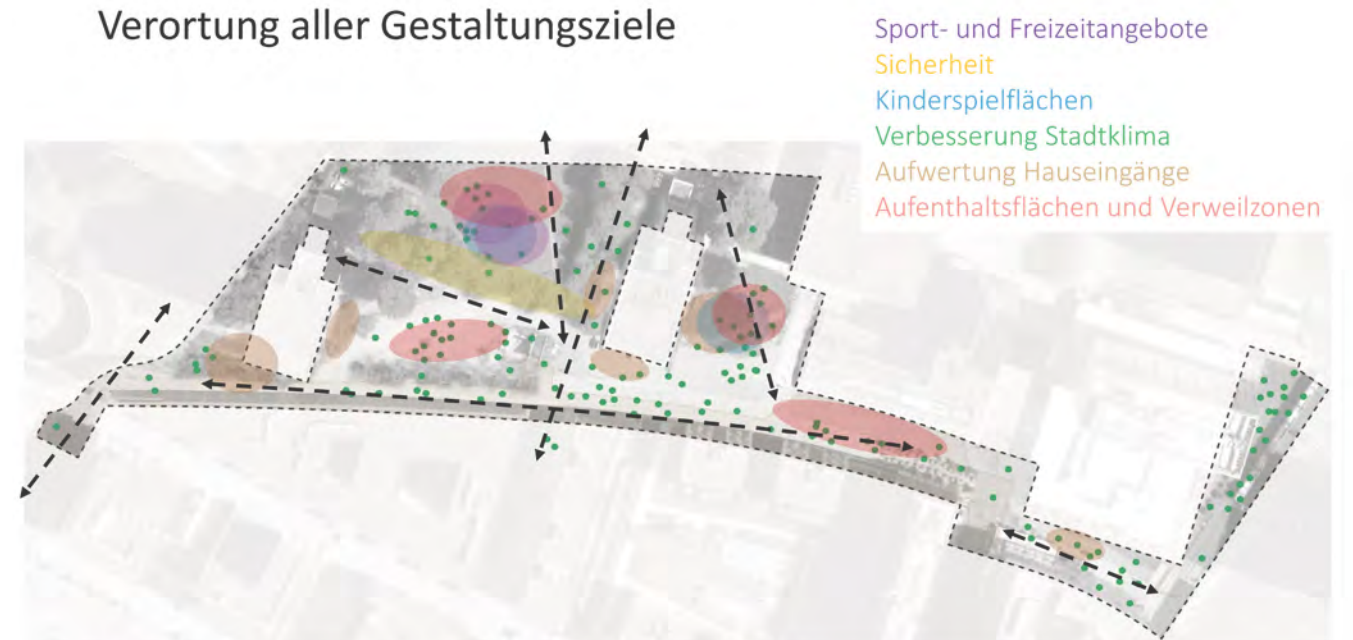 Verortung aller Gestaltungsziele
Sport- und Freizeitangebote
Sicherheit
Kinderspielflächen
Verbesserung Stadtklima
Aufwertung Hauseingänge
Aufenthaltsflächen und Verweilzonen